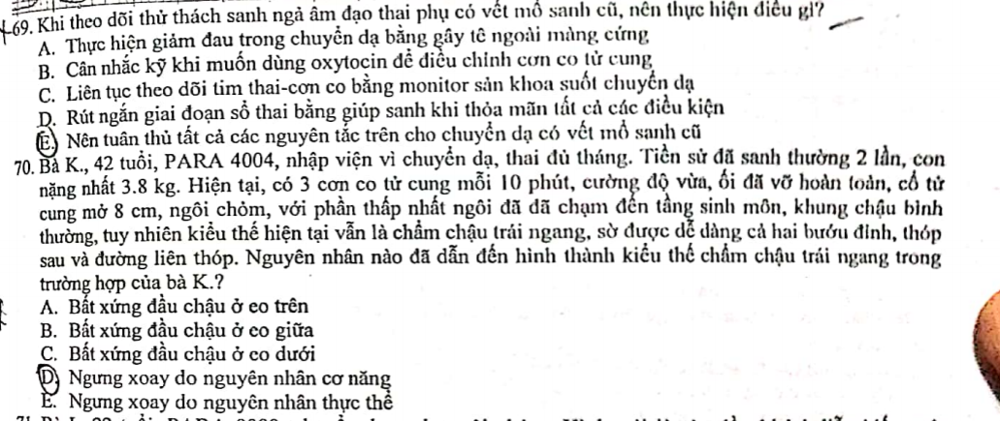 69. Khi theo dõi thử thách sanh ngả âm đạo thai phụ có vết mổ sanh cũ, nên thực hiện điều gì?
A. Thực hiện giảm đau trong chuyển dạ bằng gây tê ngoài màng cứng
B. Cân nhắc kỹ khi muốn dùng oxytocin để điều chỉnh cơn co tử cung
C. Liên tục theo dõi tim thai-cơn co bằng monitor sản khoa suốt chuyển dạ
D. Rút ngắn giai đoạn sổ thai bằng giúp sanh khi thỏa mãn tất cả các điều kiện
E. Nên tuân thủ tất cả các nguyên tắc trên cho chuyển dạ có vết mổ sanh cũ
70. Bà K., 42 tuổi, PARA 4004, nhập viện vì chuyển dạ, thai đủ tháng. Tiền sử đã sanh thường 2 lần, con
nặng nhất 3.8 kg. Hiện tại, có 3 cơn co tử cung mỗi 10 phút, cường độ vừa, ối đã vỡ hoàn toàn, cổ tử
cung mở 8 cm, ngôi chỏm, với phần thấp nhất ngôi đã đã chạm đến tầng sinh môn, khung chậu bình
thường, tuy nhiên kiểu thế hiện tại vẫn là chẩm chậu trái ngang, sờ được dễ dàng cả hai bướu đỉnh, thóp
sau và đường liên thóp. Nguyên nhân nào đã dẫn đến hình thành kiểu thế chẩm chậu trái ngang trong
trường hợp của bà K.?
A. Bất xứng đầu chậu ở eo trên
B. Bất xứng đầu chậu ở eo giữa
C. Bất xứng đầu chậu ở eo dưới
D. Ngưng xoay do nguyên nhân cơ năng
E. Ngưng xoay do nguyên nhân thực thể